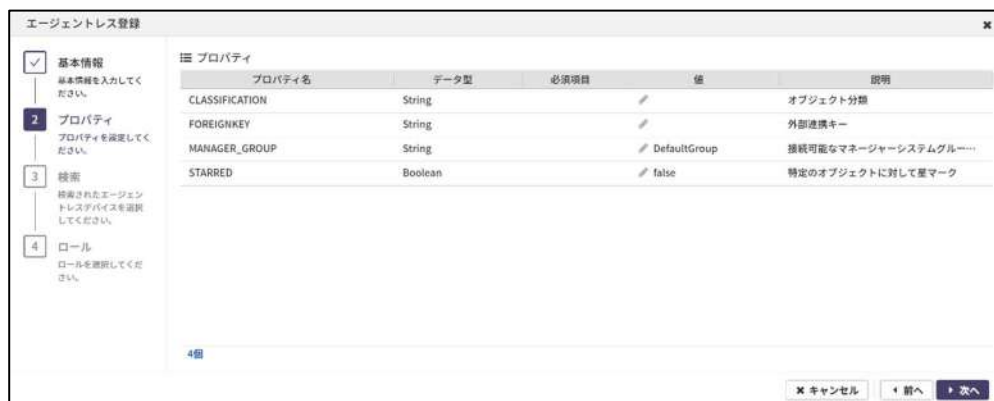 エージェントレス登録
基本情報
基本情報を入力してく
ださい。
2 プロパティ
プロパティを設定してく
ださい。
3 検索
検索されたエージェン
トレスデバイスを選択
してください。
4 ロール
ロールを選択してくだ
さい。
プロパティ
プロパティ名 データ型 必須項目 値 説明
CLASSIFICATION String オブジェクト分類
FOREIGNKEY String 外部連携キー
MANAGER_GROUP String DefaultGroup 接続可能なマネージャーシステムグルー…
STARRED Boolean false 特定のオブジェクトに対して星マーク
4個
キャンセル 前へ 次へ